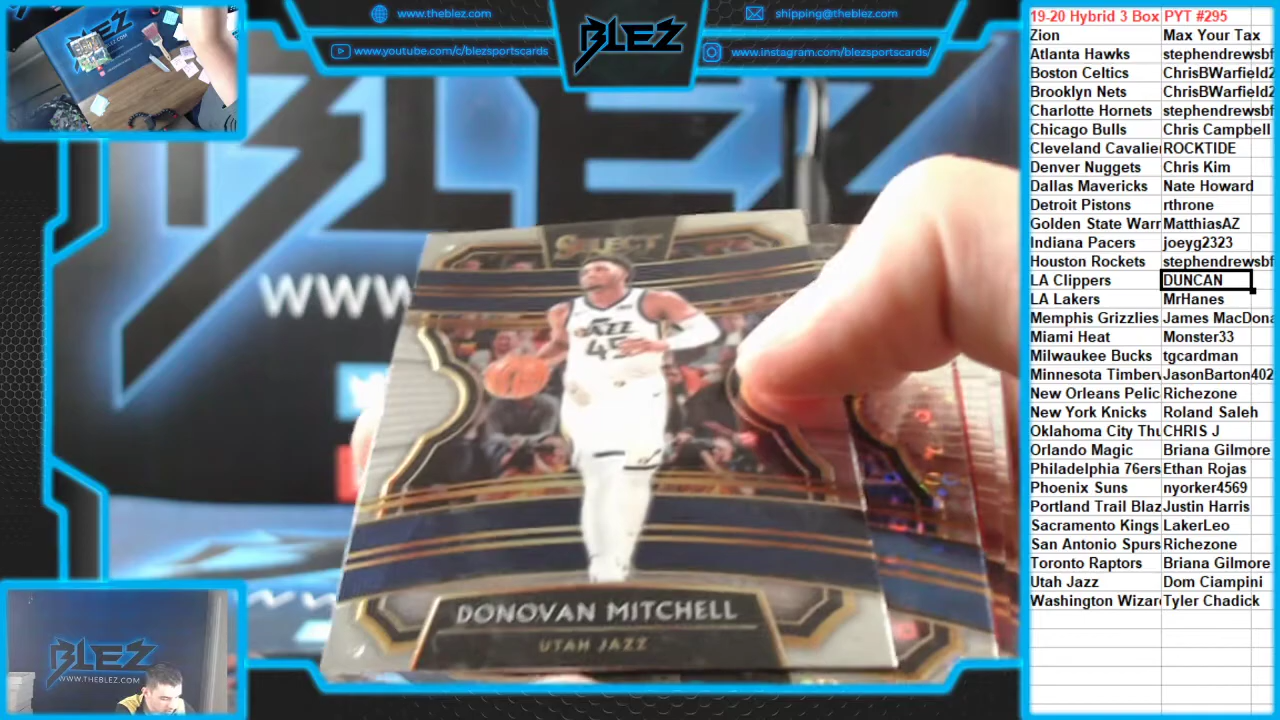 www.theblez.com
shipping@theblez.com
www.youtube.com/c/blezsportscards
www.instagram.com/blezsportscards/
BLEZ
BLEZ
WWW
SELECT
JAZZ
45
DONOVAN MITCHELL
UTAH JAZZ
BLEZ
WWW.THEBLEZ.COM
19-20 Hybrid 3 Box PYT #295
Zion Max Your Tax
Atlanta Hawks stephendrewsbf
Boston Celtics ChrisBWarfield2
Brooklyn Nets ChrisBWarfield2
Charlotte Hornets stephendrewsbf
Chicago Bulls Chris Campbell
Cleveland Cavalier ROCKTIDE
Denver Nuggets Chris Kim
Dallas Mavericks Nate Howard
Detroit Pistons rthrone
Golden State Warr MatthiasAZ
Indiana Pacers joeyg2323
Houston Rockets stephendrewsbf
LA Clippers DUNCAN
LA Lakers MrHanes
Memphis Grizzlies James MacDona
Miami Heat Monster33
Milwaukee Bucks tgcardman
Minnesota Timberv JasonBarton402
New Orleans Pelic Richezone
New York Knicks Roland Saleh
Oklahoma City Thu CHRIS J
Orlando Magic Briana Gilmore
Philadelphia 76ers Ethan Rojas
Phoenix Suns nyorker4569
Portland Trail Blaz Justin Harris
Sacramento Kings LakerLeo
San Antonio Spurs Richezone
Toronto Raptors Briana Gilmore
Utah Jazz Dom Ciampini
Washington Wizar Tyler Chadick